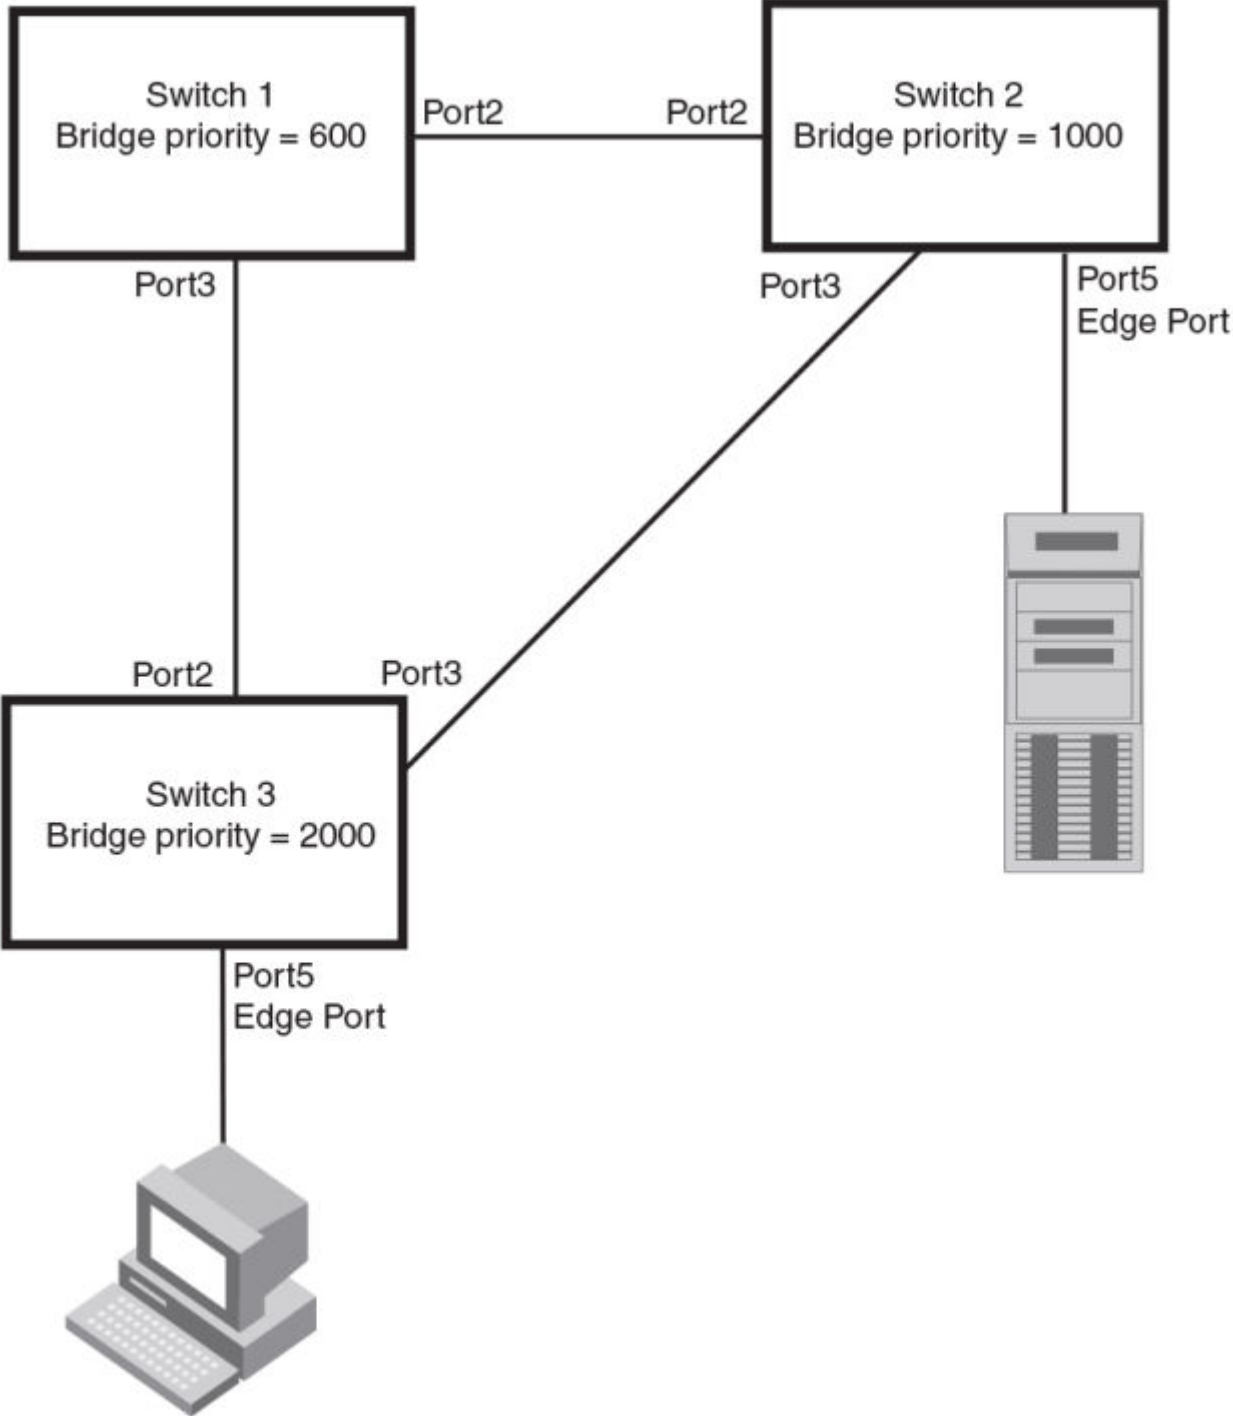 Switch 1
Bridge priority = 600
Port2
Port2
Switch 2
Bridge priority = 1000
Port3
Port3
Port5
Edge Port
Port2
Port3
Switch 3
Bridge priority = 2000
Port5
Edge Port